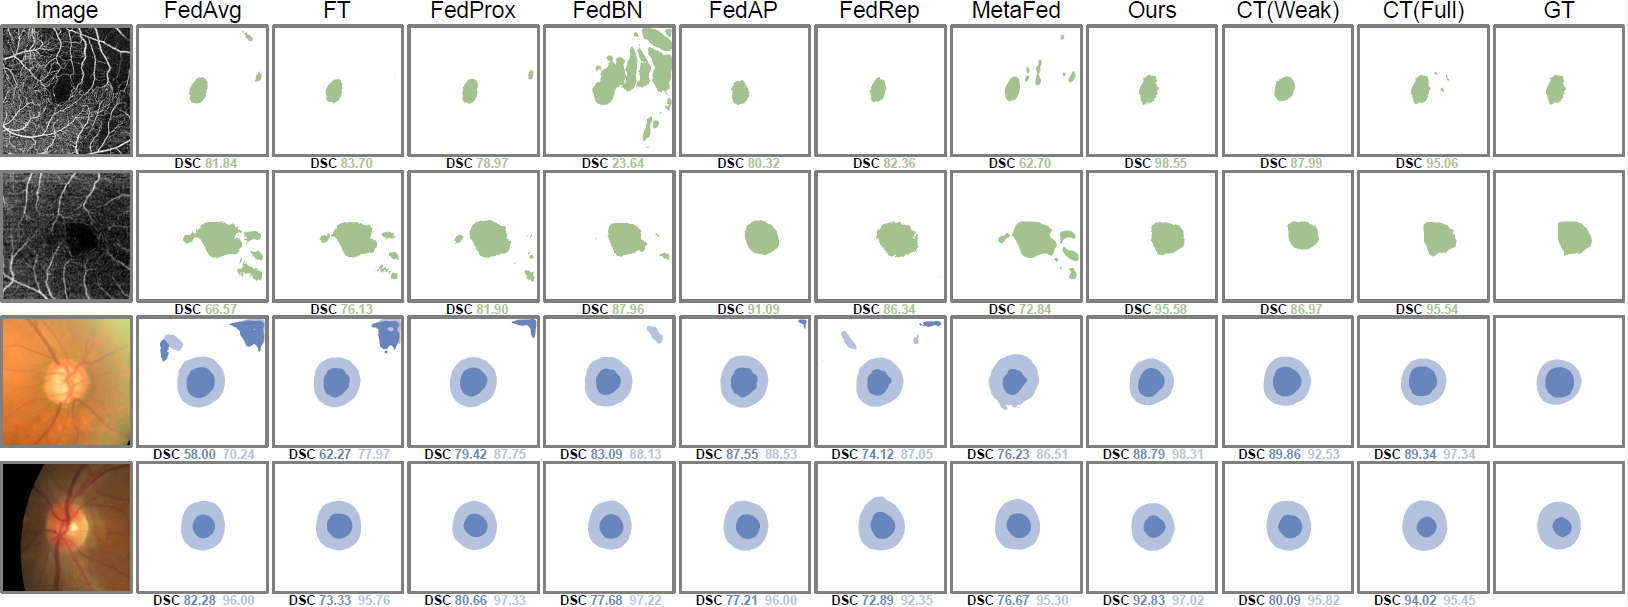 Image FedAvg FT FedProx FedBN FedAP FedRep MetaFed Ours CT(Weak) CT(Full) GT
DSC 81.84 DSC 83.70 DSC 78.97 DSC 23.64 DSC 80.32 DSC 82.36 DSC 62.70 DSC 98.55 DSC 87.99 DSC 95.06
DSC 66.57 DSC 76.13 DSC 81.90 DSC 87.96 DSC 91.09 DSC 86.34 DSC 72.84 DSC 95.58 DSC 86.97 DSC 95.54
DSC 58.00 70.24 DSC 62.27 77.97 DSC 79.42 87.75 DSC 83.09 88.13 DSC 87.55 88.53 DSC 74.12 87.05 DSC 76.23 86.51 DSC 88.79 98.31 DSC 89.86 92.53 DSC 89.34 97.34
DSC 82.28 96.00 DSC 73.33 95.76 DSC 80.66 97.33 DSC 77.68 97.22 DSC 77.21 96.00 DSC 72.89 92.35 DSC 76.67 95.30 DSC 92.83 97.02 DSC 80.09 95.82 DSC 94.02 95.45